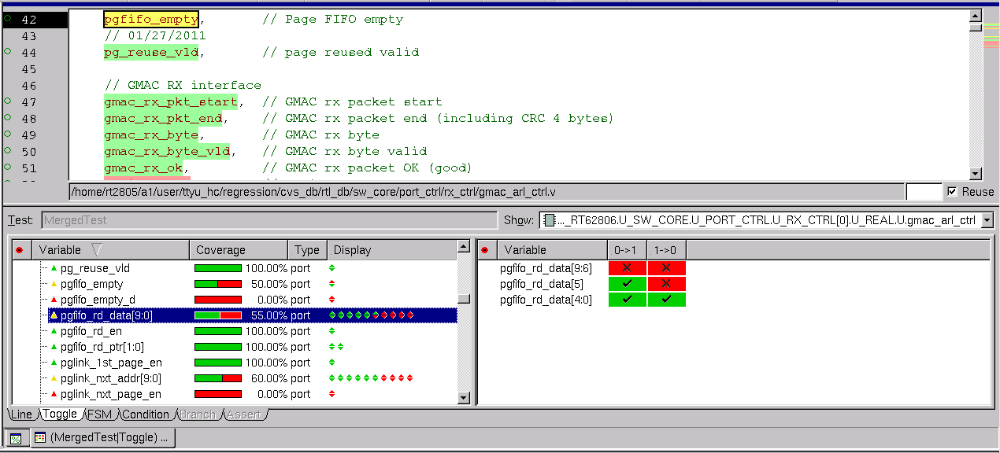 42 pgfifo_empty, // Page FIFO empty
43 // 01/27/2011
44 pg_reuse_vld, // page reused valid
45
46 // GMAC RX interface
47 gmac_rx_pkt_start, // GMAC rx packet start
48 gmac_rx_pkt_end, // GMAC rx packet end (including CRC 4 bytes)
49 gmac_rx_byte, // GMAC rx byte
50 gmac_rx_byte_vld, // GMAC rx byte valid
51 gmac_rx_ok, // GMAC rx packet OK (good)
/home/rt2805/a1/user/ttyu_hc/regression/cvs_db/rtl_db/sw_core/port_ctrl/rx_ctrl/gmac_arl_ctrl.v Reuse
Test: MergedTest Show: ..._RT62806.U_SW_CORE.U_PORT_CTRL.U_RX_CTRL[0].U_REAL.U.gmac_arl_ctrl
Variable Coverage Type Display
pg_reuse_vld 100.00% port
pgfifo_empty 50.00% port
pgfifo_empty_d 0.00% port
pgfifo_rd_data[9:0] 55.00% port
pgfifo_rd_en 100.00% port
pgfifo_rd_ptr[1:0] 100.00% port
pglink_1st_page_en 100.00% port
pglink_nxt_addr[9:0] 60.00% port
pglink_nxt_page_en 0.00% port
Variable 0->1 1->0
pgfifo_rd_data[9:6]
pgfifo_rd_data[5]
pgfifo_rd_data[4:0]
Line Toggle FSM Condition Branch Assert
% (MergedTest|Toggle) ...